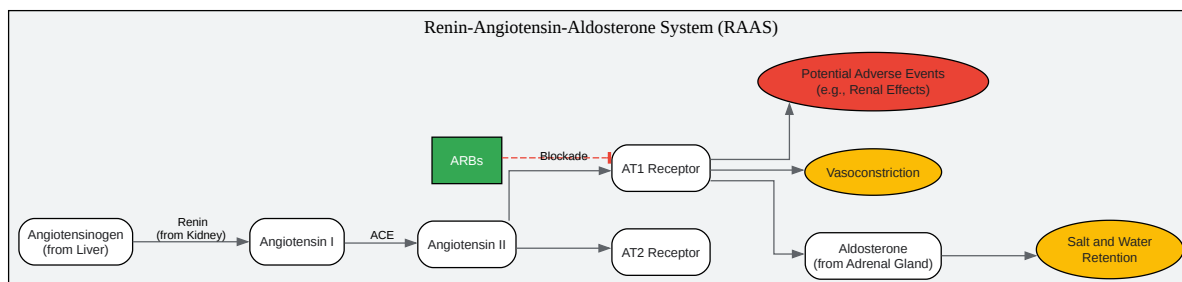 Renin-Angiotensin-Aldosterone System (RAAS)
Potential Adverse Events
(e.g., Renal Effects)
ARBs
Blockade
AT1 Receptor
Vasoconstriction
Angiotensinogen
(from Liver)
Renin
(from Kidney)
Angiotensin I
ACE
Angiotensin II
AT2 Receptor
Aldosterone
(from Adrenal Gland)
Salt and Water
Retention